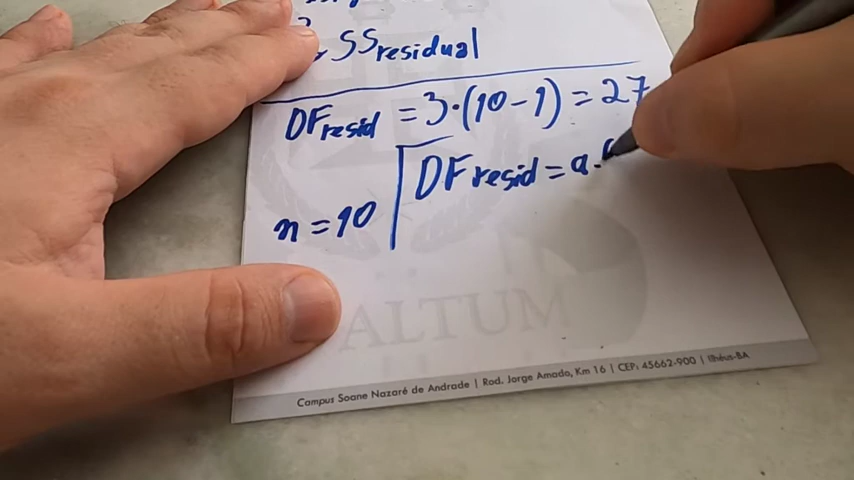 SSresidual
DFresid = 3·(10-1) = 27
n = 10
DFresid = a·(
ALTUM
Campus Soane Nazaré de Andrade | Rod. Jorge Amado, Km 16 | CEP: 45662-900 | Ilhéus-BA